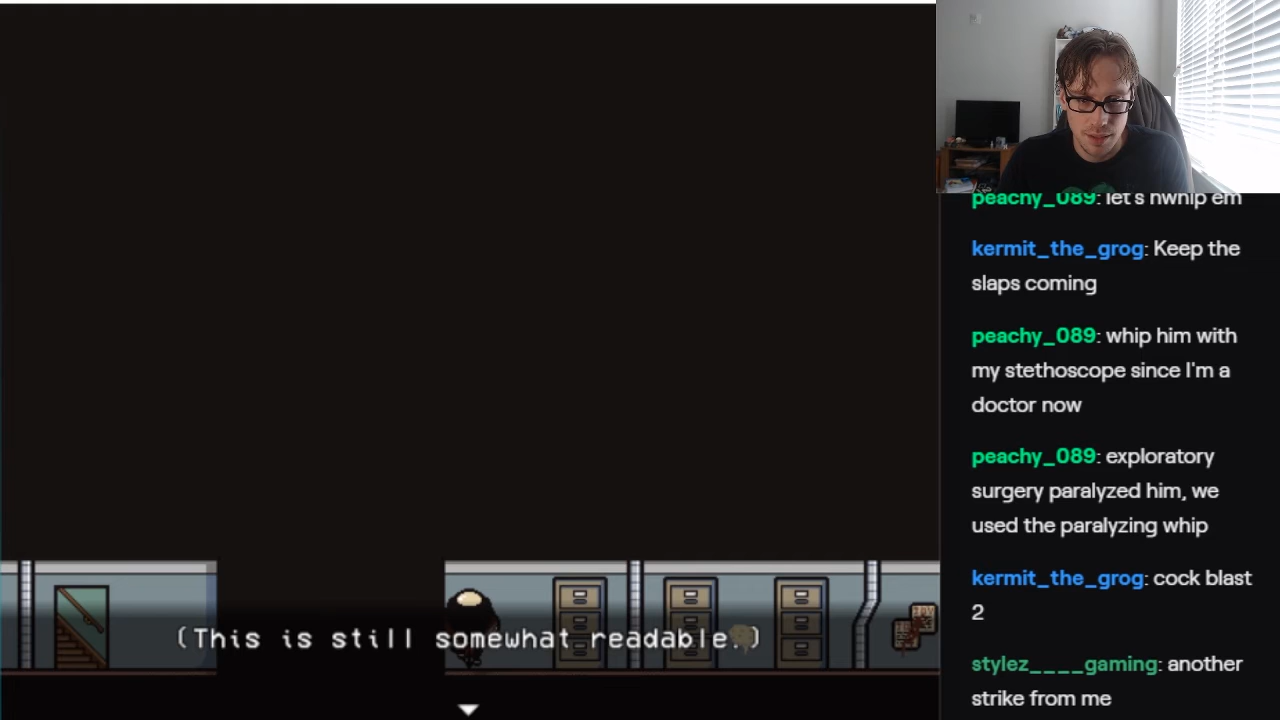 peachy_089: let's nwhip em
kermit_the_grog: Keep the
slaps coming
peachy_089: whip him with
my stethoscope since I'm a
doctor now
peachy_089: exploratory
surgery paralyzed him, we
used the paralyzing whip
kermit_the_grog: cock blast
2
stylez____gaming: another
strike from me
(This is still somewhat readable.)